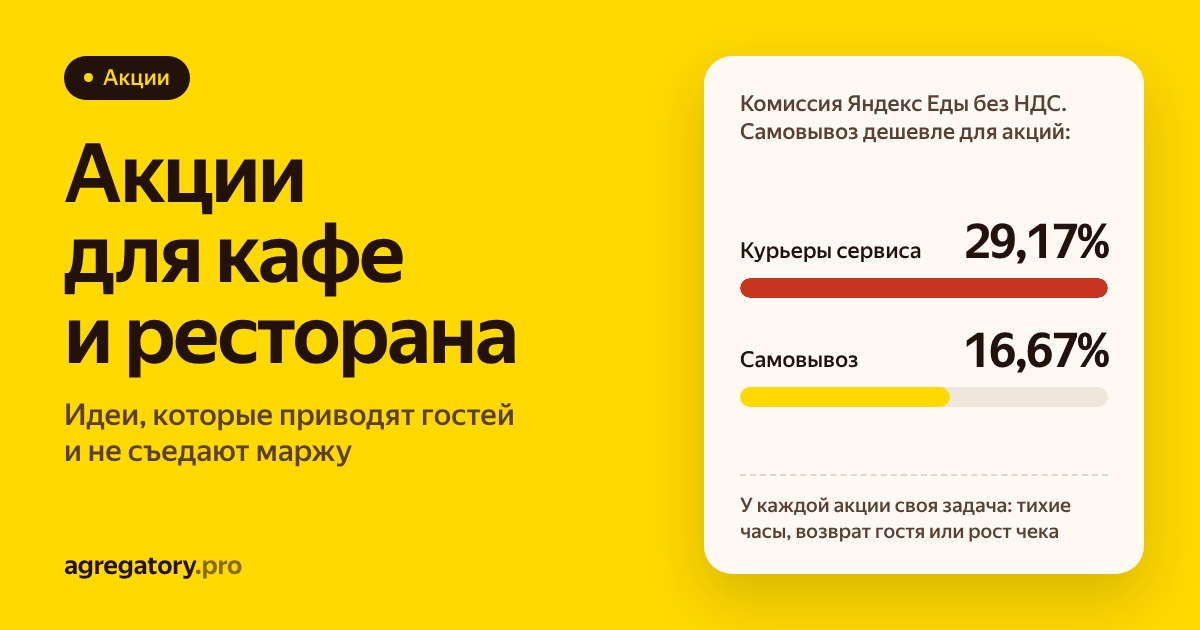 Акции
Акции
для кафе
и ресторана
Идеи, которые приводят гостей
и не съедают маржу
agregatory.pro
Комиссия Яндекс Еды без НДС.
Самовывоз дешевле для акций:
Курьеры сервиса 29,17%
Самовывоз 16,67%
У каждой акции своя задача: тихие
часы, возврат гостя или рост чека